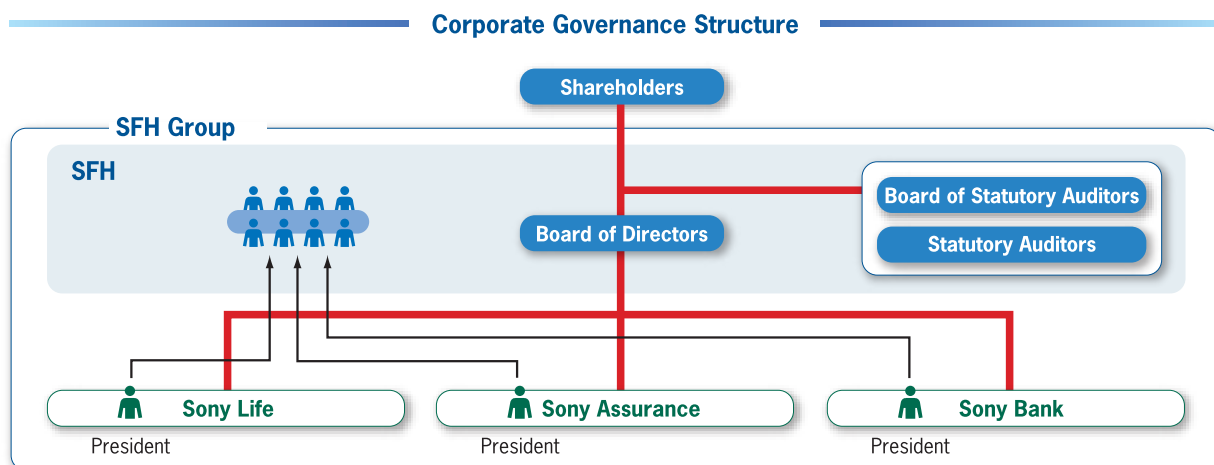 Corporate Governance Structure
Shareholders
SFH Group
SFH
Board of Statutory Auditors
Board of Directors
Statutory Auditors
Sony Life
Sony Assurance
Sony Bank
President
President
President